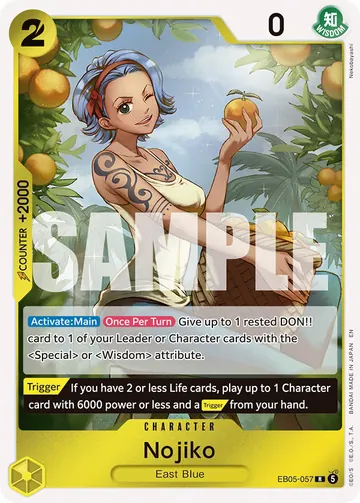 2
0
知
WISDOM
Nekobayashi
COUNTER +2000
SAMPLE
Activate:Main Once Per Turn Give up to 1 rested DON!!
card to 1 of your Leader or Character cards with the
<Special> or <Wisdom> attribute.
Trigger If you have 2 or less Life cards, play up to 1 Character
card with 6000 power or less and a Trigger from your hand.
CHARACTER
Nojiko
East Blue
EB05-057 R 5
©E.O/S. ©E.O./S., T.A. BANDAI MADE IN JAPAN EN